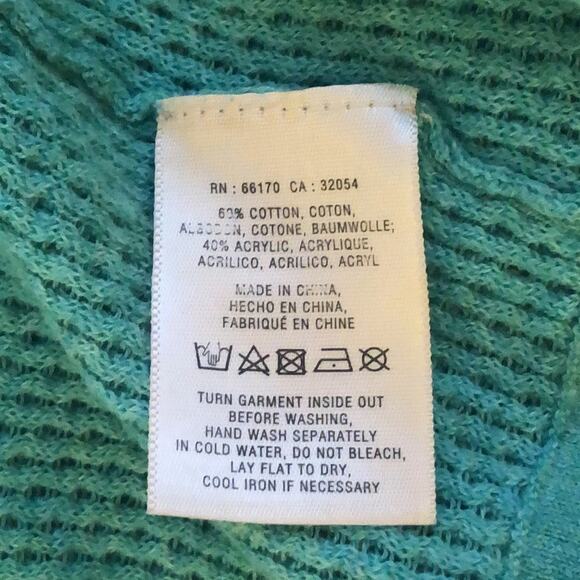 RN : 66170 CA : 32054
60% COTTON, COTON,
ALGODON, COTONE, BAUMWOLLE;
40% ACRYLIC, ACRYLIQUE,
ACRILICO, ACRILICO, ACRYL
MADE IN CHINA,
HECHO EN CHINA,
FABRIQUÉ EN CHINE
TURN GARMENT INSIDE OUT
BEFORE WASHING,
HAND WASH SEPARATELY
IN COLD WATER, DO NOT BLEACH,
LAY FLAT TO DRY,
COOL IRON IF NECESSARY